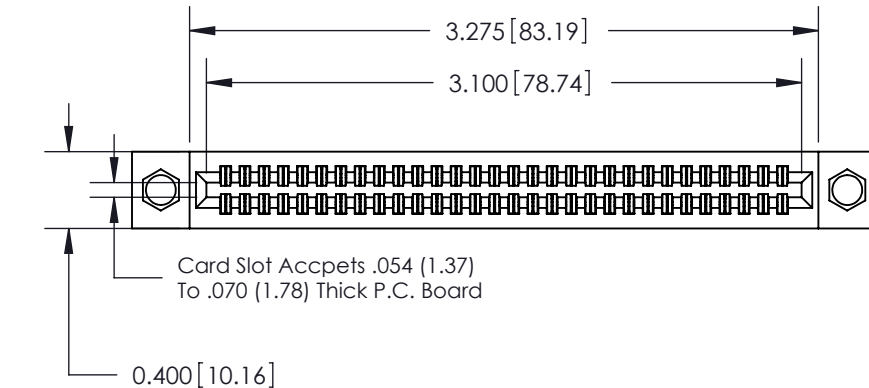 3.275[83.19]
3.100[78.74]
Card Slot Accpets .054 (1.37)
To .070 (1.78) Thick P.C. Board
0.400[10.16]